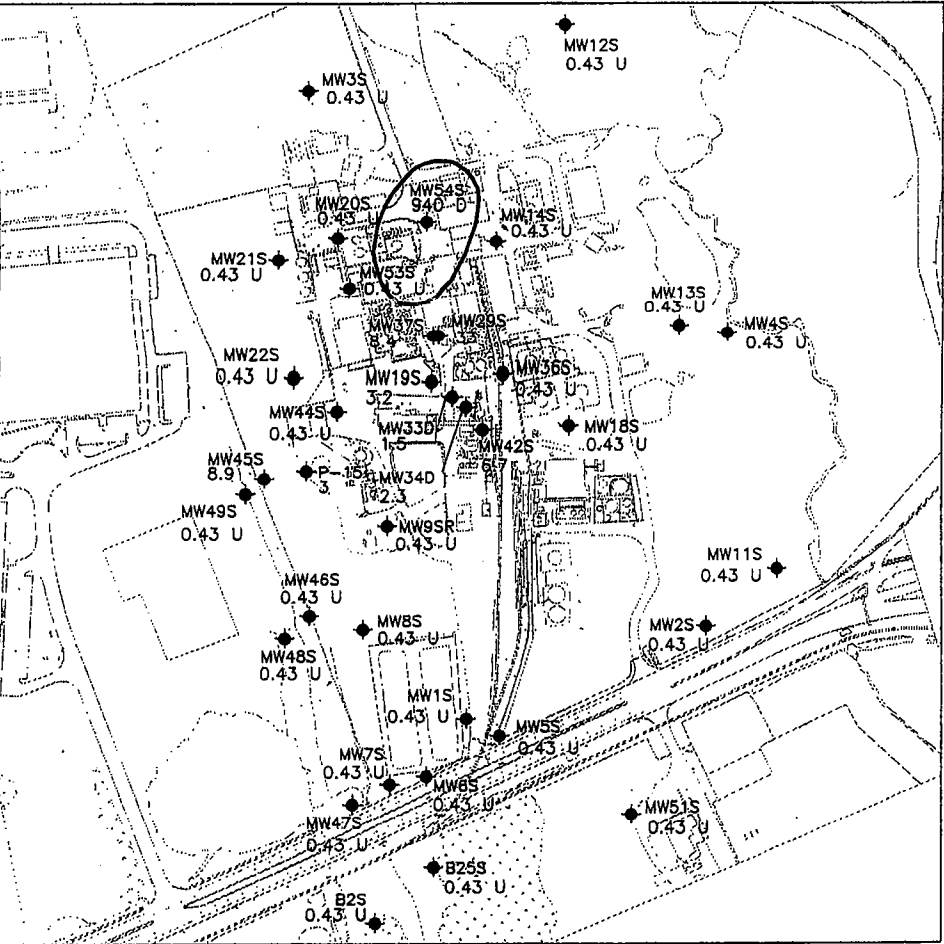 MW12S
0.43 U
MW3S
0.43 U
MW54S
940 D
MW20S
0.43 U
MW14S
0.43 U
MW21S
0.43 U
MW53S
0.43 U
MW13S
0.43 U
MW4S
0.43 U
MW37S
MW29S
MW22S
0.43 U
MW19S
3.2
MW36S
0.43 U
MW44S
0.43 U
MW33D
1.5
MW18S
0.43 U
MW42S
6.7
MW45S
8.9
P-15
3
MW34D
2.3
MW49S
0.43 U
MW9SR
0.43 U
MW11S
0.43 U
MW46S
0.43 U
MW8S
0.43 U
MW2S
0.43 U
MW48S
0.43 U
MW1S
0.43 U
MW5S
0.43 U
MW7S
0.43 U
MW6S
0.43 U
MW47S
0.43 U
MW51S
0.43 U
B25S
0.43 U
B2S
0.43 U